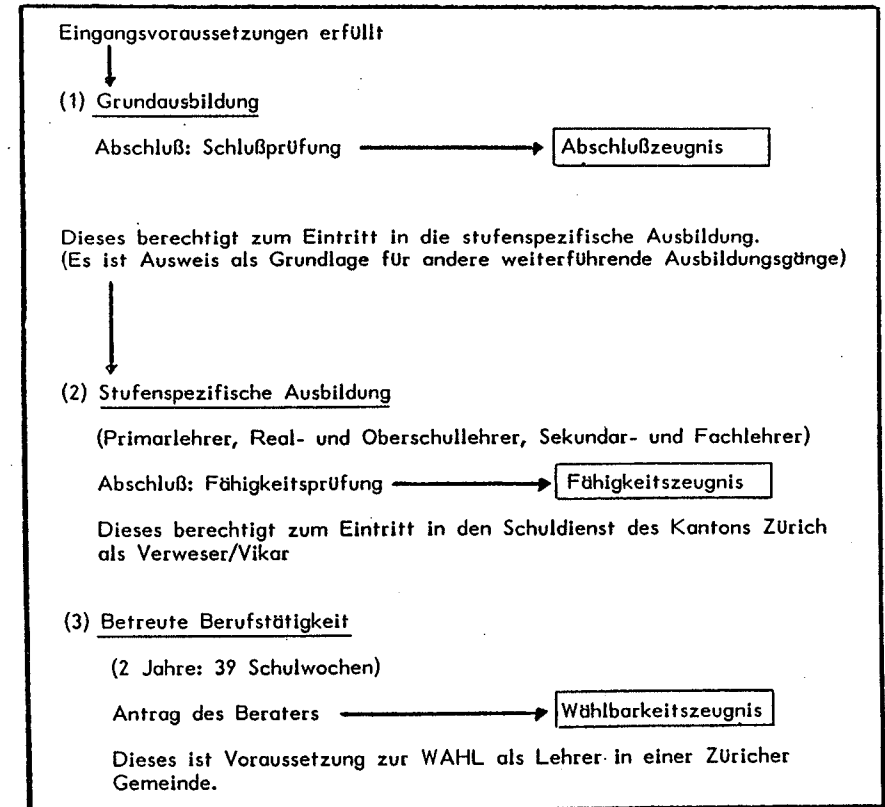 Eingangsvoraussetzungen erfüllt
(1) Grundausbildung
Abschluß: Schlußprüfung Abschlußzeugnis
Dieses berechtigt zum Eintritt in die stufenspezifische Ausbildung.
(Es ist Ausweis als Grundlage für andere weiterführende Ausbildungsgänge)
(2) Stufenspezifische Ausbildung
(Primarlehrer, Real- und Oberschullehrer, Sekundar- und Fachlehrer)
Abschluß: Fähigkeitsprüfung Fähigkeitszeugnis
Dieses berechtigt zum Eintritt in den Schuldienst des Kantons Zürich
als Verweser/Vikar
(3) Betreute Berufstätigkeit
(2 Jahre: 39 Schulwochen)
Antrag des Beraters Wählbarkeitszeugnis
Dieses ist Voraussetzung zur WAHL als Lehrer in einer Züricher
Gemeinde.